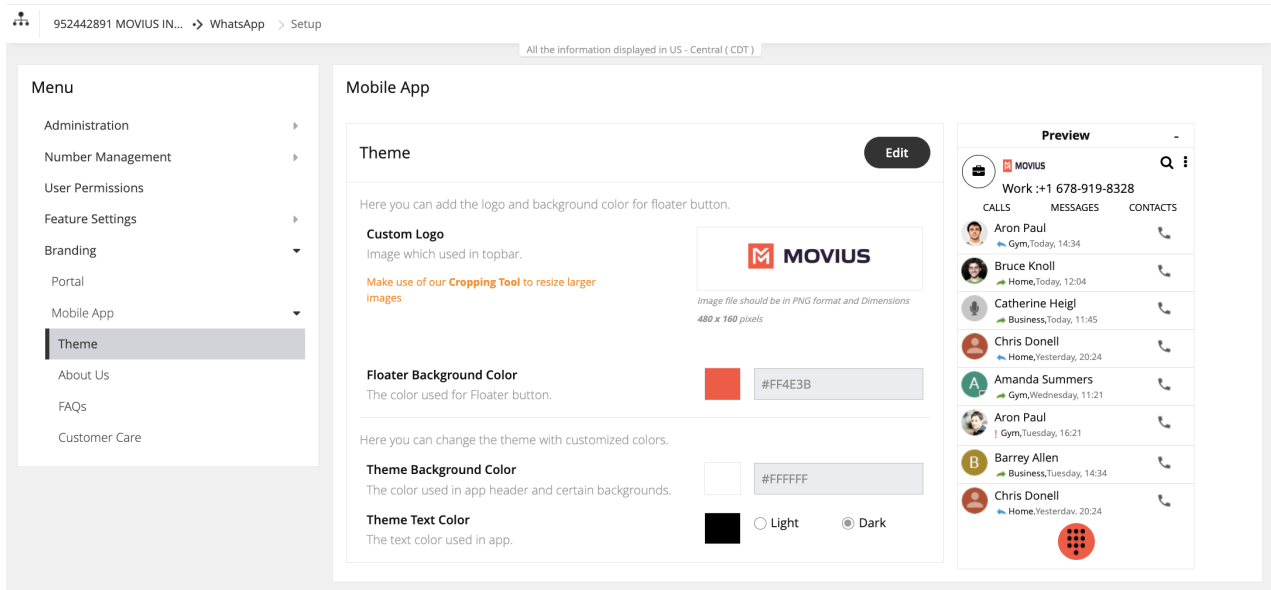 952442891 MOVIUS IN... WhatsApp > Setup
All the information displayed in US - Central ( CDT )
Menu
Administration
Number Management
User Permissions
Feature Settings
Branding
Portal
Mobile App
Theme
About Us
FAQs
Customer Care
Mobile App
Theme
Edit
Here you can add the logo and background color for floater button.
Custom Logo
Image which used in topbar.
Make use of our Cropping Tool to resize larger
images
MOVIUS
Image file should be in PNG format and Dimensions
480 x 160 pixels
Floater Background Color
The color used for Floater button.
#FF4E3B
Here you can change the theme with customized colors.
Theme Background Color
The color used in app header and certain backgrounds.
#FFFFFF
Theme Text Color
The text color used in app.
Light Dark
Preview -
MOVIUS
Work :+1 678-919-8328
CALLS MESSAGES CONTACTS
Aron Paul
Gym,Today, 14:34
Bruce Knoll
Home,Today, 12:04
Catherine Heigl
Business,Today, 11:45
Chris Donell
Home,Yesterday, 20:24
A
Amanda Summers
Gym,Wednesday, 11:21
Aron Paul
! Gym,Tuesday, 16:21
B
Barrey Allen
Business,Tuesday, 14:34
Chris Donell
Home,Yesterday, 20:24